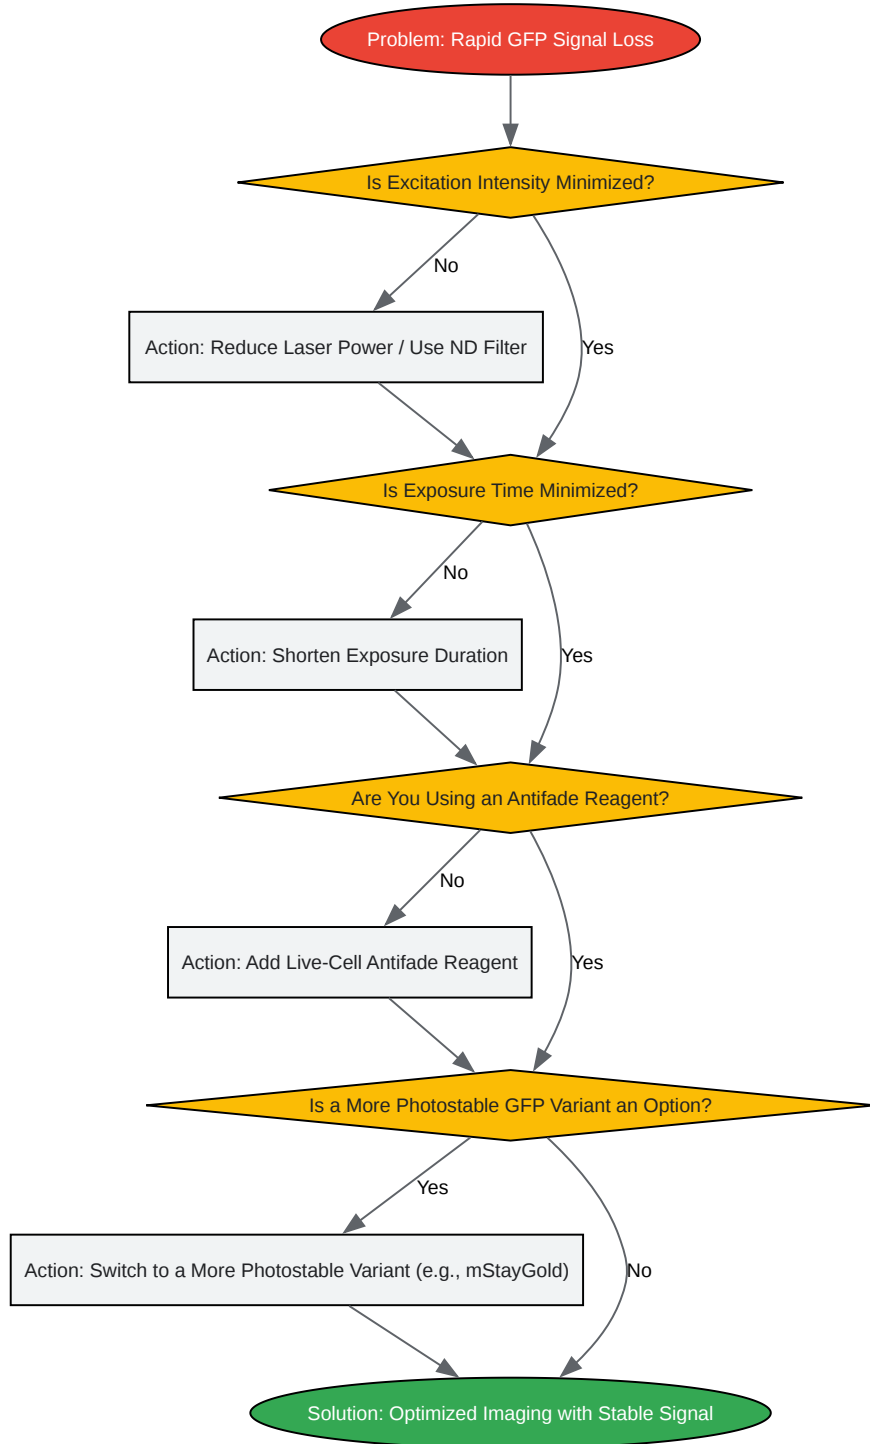 Problem: Rapid GFP Signal Loss
Is Excitation Intensity Minimized?
No
Action: Reduce Laser Power / Use ND Filter
Yes
Is Exposure Time Minimized?
No
Action: Shorten Exposure Duration
Yes
Are You Using an Antifade Reagent?
No
Action: Add Live-Cell Antifade Reagent
Yes
Is a More Photostable GFP Variant an Option?
Yes
Action: Switch to a More Photostable Variant (e.g., mStayGold)
No
Solution: Optimized Imaging with Stable Signal